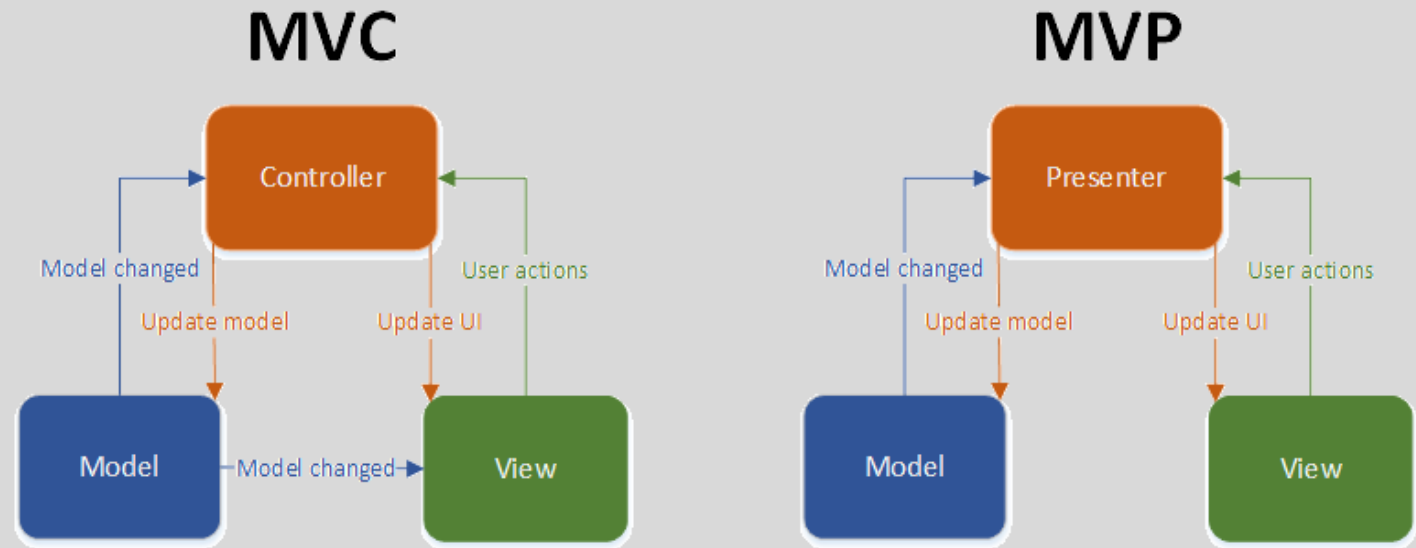 MVC
MVP
Controller
Presenter
Model changed
User actions
Model changed
User actions
Update model
Update UI
Update model
Update UI
Model
Model changed
View
Model
View